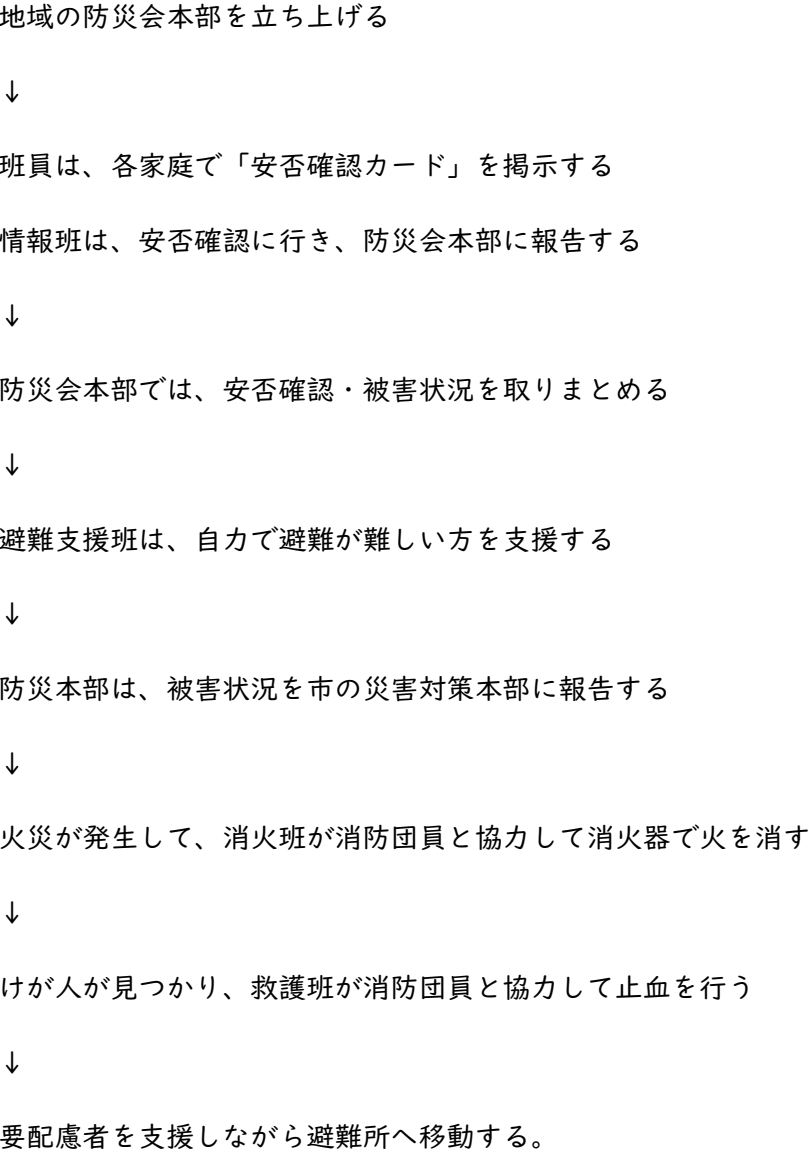 地域の防災会本部を立ち上げる
↓
班員は、各家庭で「安否確認カード」を掲示する
情報班は、安否確認に行き、防災会本部に報告する
↓
防災会本部では、安否確認・被害状況を取りまとめる
↓
避難支援班は、自力で避難が難しい方を支援する
↓
防災本部は、被害状況を市の災害対策本部に報告する
↓
火災が発生して、消火班が消防団員と協力して消火器で火を消す
↓
けが人が見つかり、救護班が消防団員と協力して止血を行う
↓
要配慮者を支援しながら避難所へ移動する。